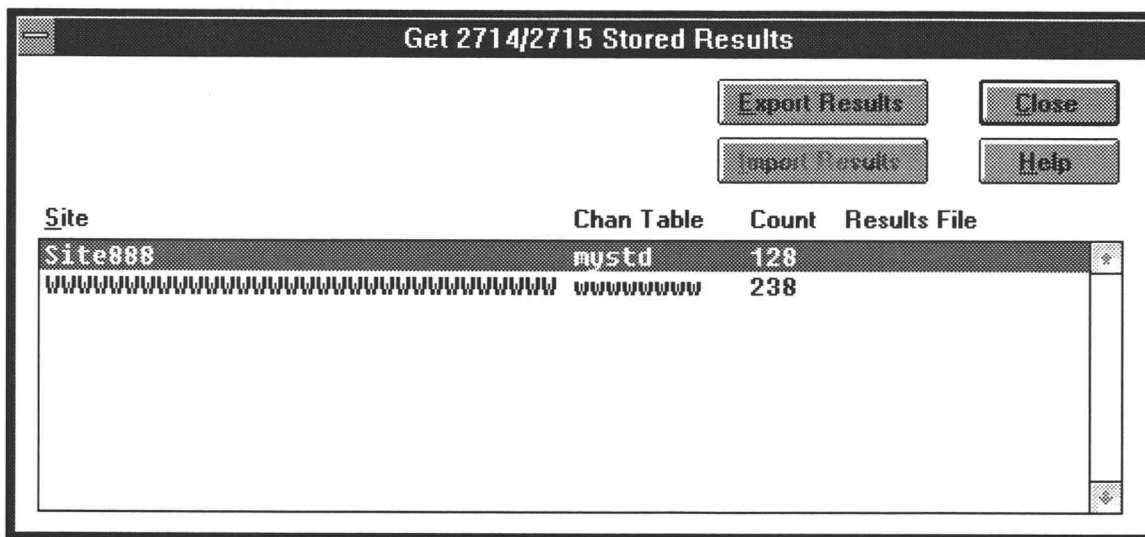 Get 2714/2715 Stored Results
Export Results Close
Import Results Help
Site Chan Table Count Results File
Site888 mystd 128
WWWWWWWWWWWWWWWWWWWWWWWWWWWWWWWW wwwwwwww 238